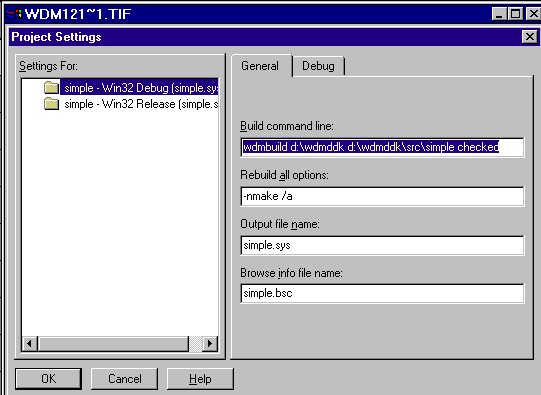 WDM121~1.TIF
Project Settings
Settings For:
simple - Win32 Debug (simple.sy
simple - Win32 Release (simple.s
General
Debug
Build command line:
wdmbuild d:\wdmddk d:\wdmddk\src\simple checked
Rebuild all options:
-nmake /a
Output file name:
simple.sys
Browse info file name:
simple.bsc
OK
Cancel
Help